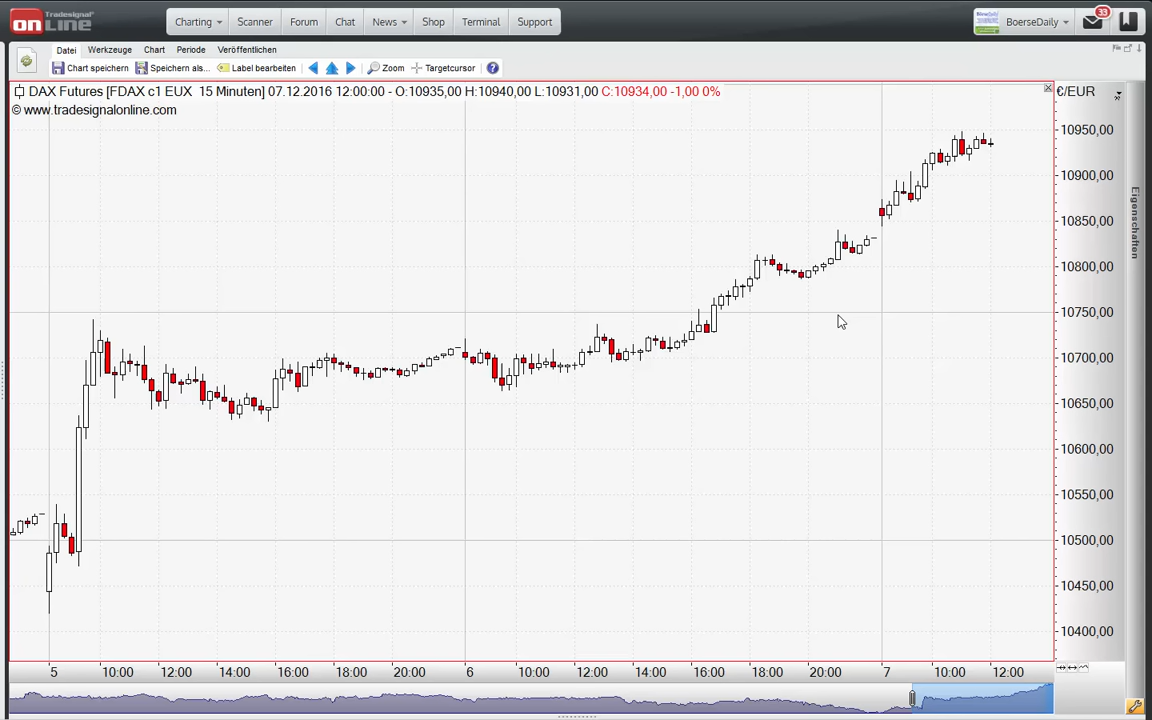 Tradesignal®
onLine
Charting
Scanner
Forum
Chat
News
Shop
Terminal
Support
BoerseDaily
33
Datei
Werkzeuge
Chart
Periode
Veröffentlichen
Chart speichern
Speichern als...
Label bearbeiten
Zoom
Targetcursor
?
DAX Futures [FDAX c1 EUR 15 Minuten] 07.12.2016 12:00:00 - O:10935,00 H:10940,00 L:10931,00 C:10934,00 -1,00 0%
€/EUR
© www.tradesignalonline.com
10950,00
10900,00
10850,00
10800,00
10750,00
10700,00
10650,00
10600,00
10550,00
10500,00
10450,00
10400,00
Eigenschaften
5 10:00 12:00 14:00 16:00 18:00 20:00 6 10:00 12:00 14:00 16:00 18:00 20:00 7 10:00 12:00